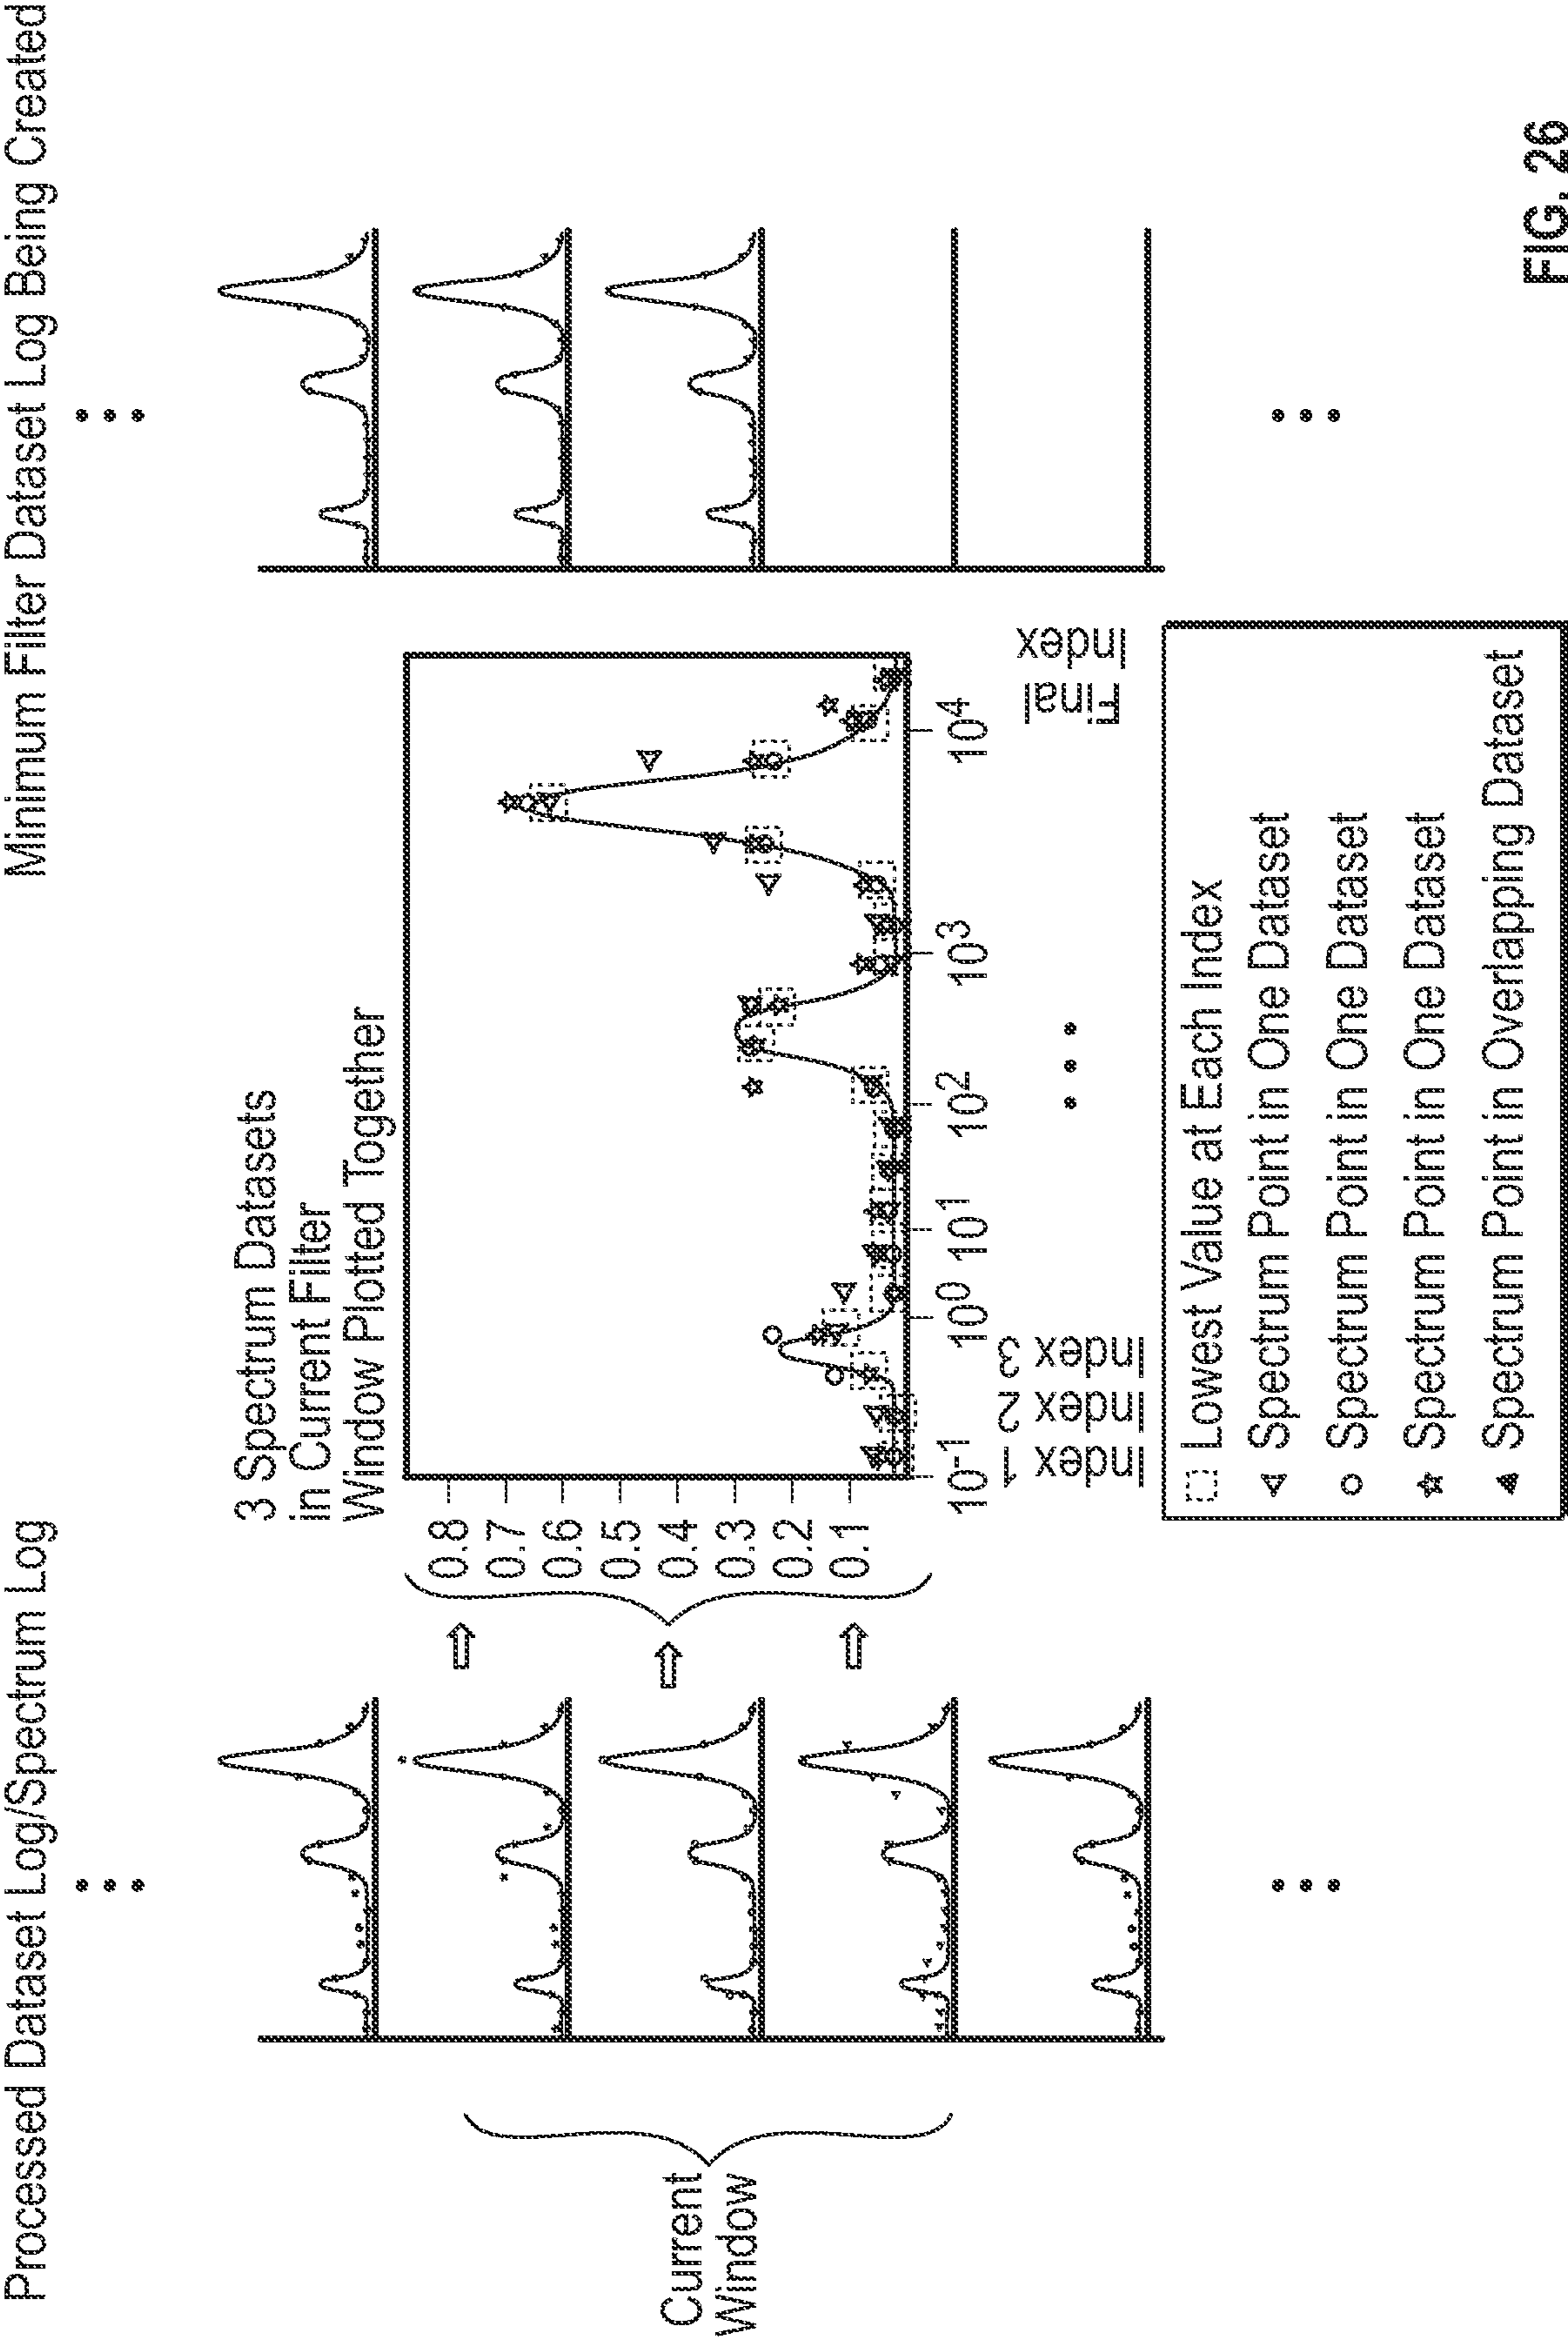 Processed Dataset Log/Spectrum Log
Current
Window
3 Spectrum Datasets
in Current Filter
Window Plotted Together
0.8
0.7
0.6
0.5
0.4
0.3
0.2
0.1
10-1 100 101 102 103 104
Index 1
Index 2
Index 3
Final
Index
Lowest Value at Each Index
Spectrum Point in One Dataset
Spectrum Point in One Dataset
Spectrum Point in One Dataset
Spectrum Point in Overlapping Dataset
Minimum Filter Dataset Log Being Created
FIG. 26